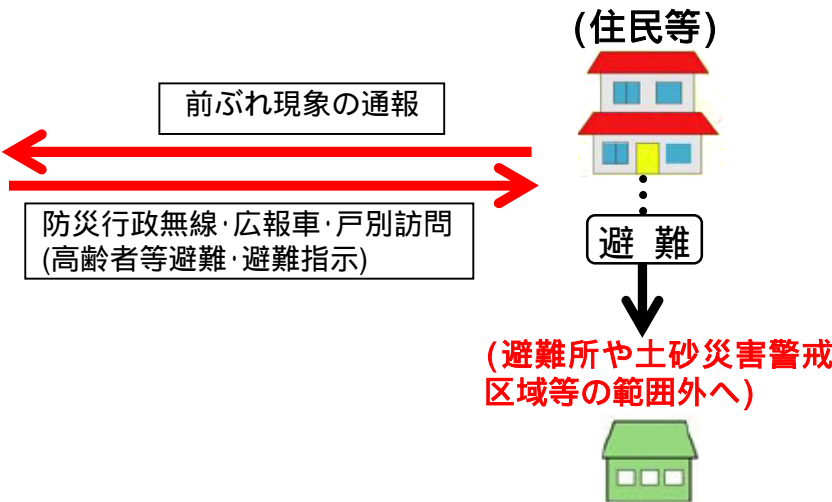 (住民等)
前ぶれ現象の通報
防災行政無線･広報車･戸別訪問
(高齢者等避難･避難指示)
避 難
(避難所や土砂災害警戒
区域等の範囲外へ)